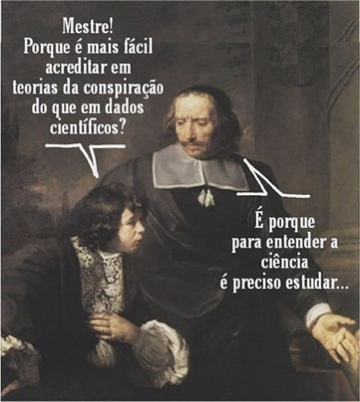 Mestre!
Porque é mais fácil
acreditar em
teorias da conspiração
do que em dados
científicos?
É porque
para entender a
ciência
é preciso estudar...